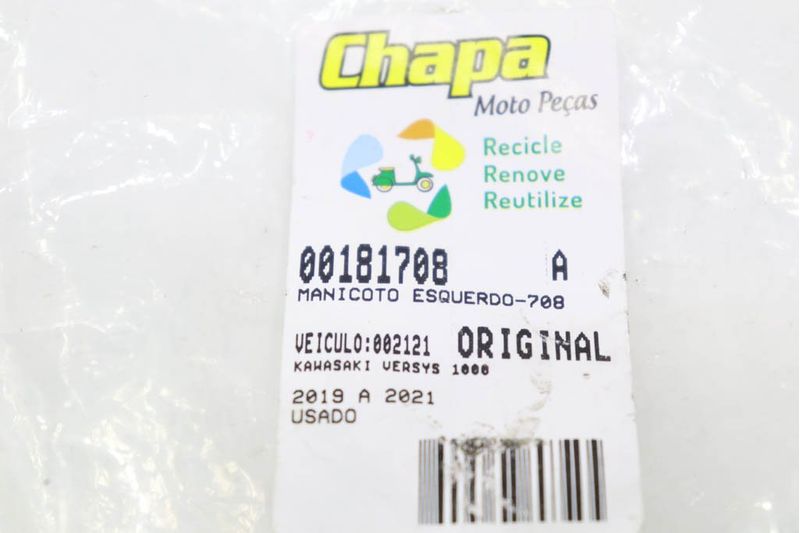 Chapa
Moto Peças
Recicle
Renove
Reutilize
00181708 A
MANICOTO ESQUERDO-708
VEICULO:002121 ORIGINAL
KAWASAKI VERSYS 1000
2019 A 2021
USADO